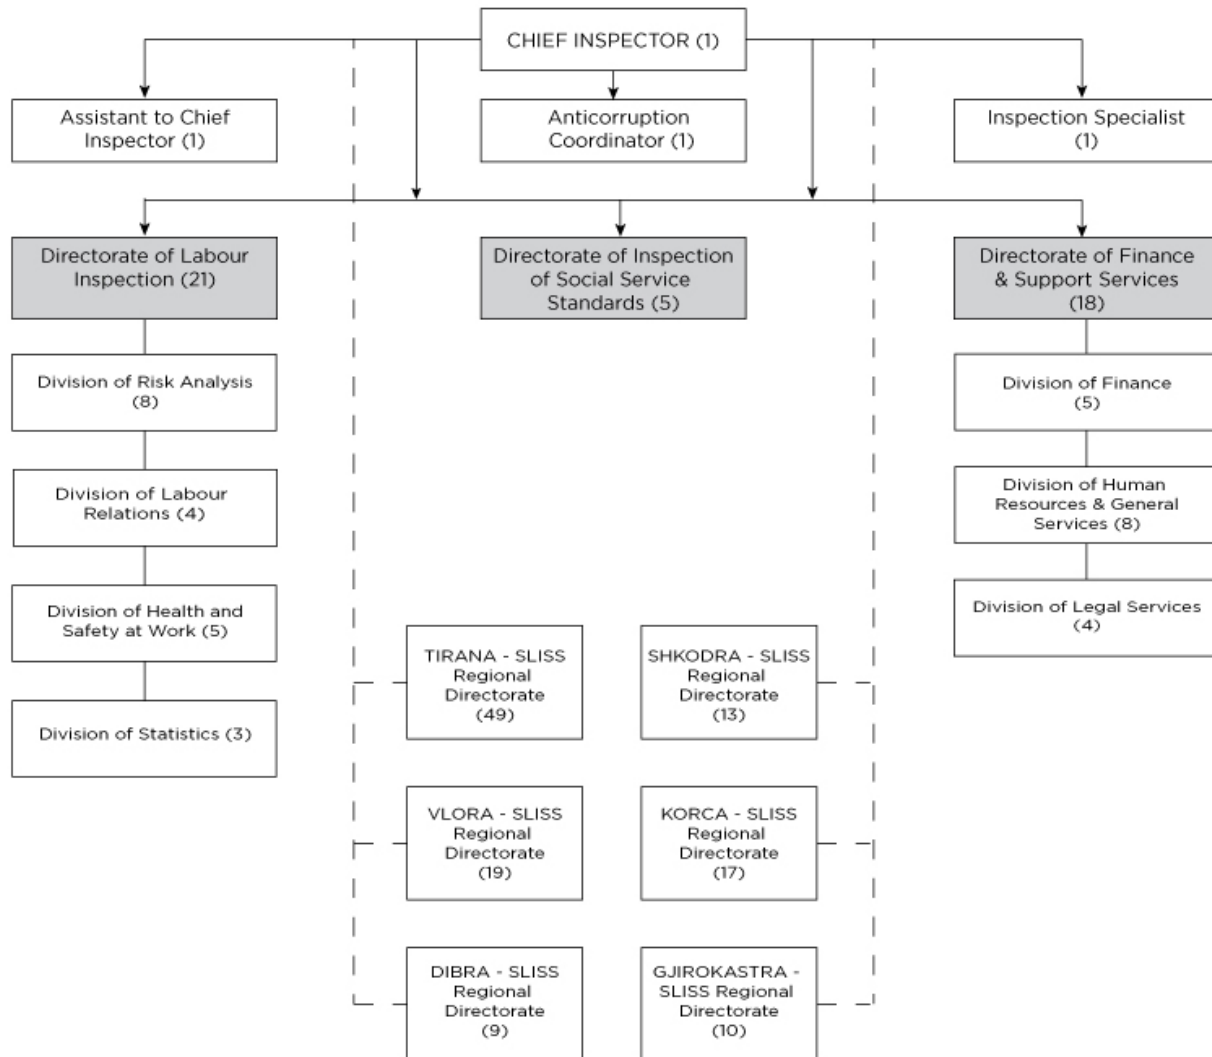 CHIEF INSPECTOR (1)
Assistant to Chief
Inspector (1)
Anticorruption
Coordinator (1)
Inspection Specialist
(1)
Directorate of Labour
Inspection (21)
Directorate of Inspection
of Social Service
Standards (5)
Directorate of Finance
& Support Services
(18)
Division of Risk Analysis
(8)
Division of Labour
Relations (4)
Division of Health and
Safety at Work (5)
Division of Statistics (3)
Division of Finance
(5)
Division of Human
Resources & General
Services (8)
Division of Legal Services
(4)
TIRANA - SLISS
Regional
Directorate
(49)
SHKODRA - SLISS
Regional
Directorate
(13)
VLORA - SLISS
Regional
Directorate
(19)
KORCA - SLISS
Regional
Directorate
(17)
DIBRA - SLISS
Regional
Directorate
(9)
GJIROKASTRA -
SLISS Regional
Directorate
(10)